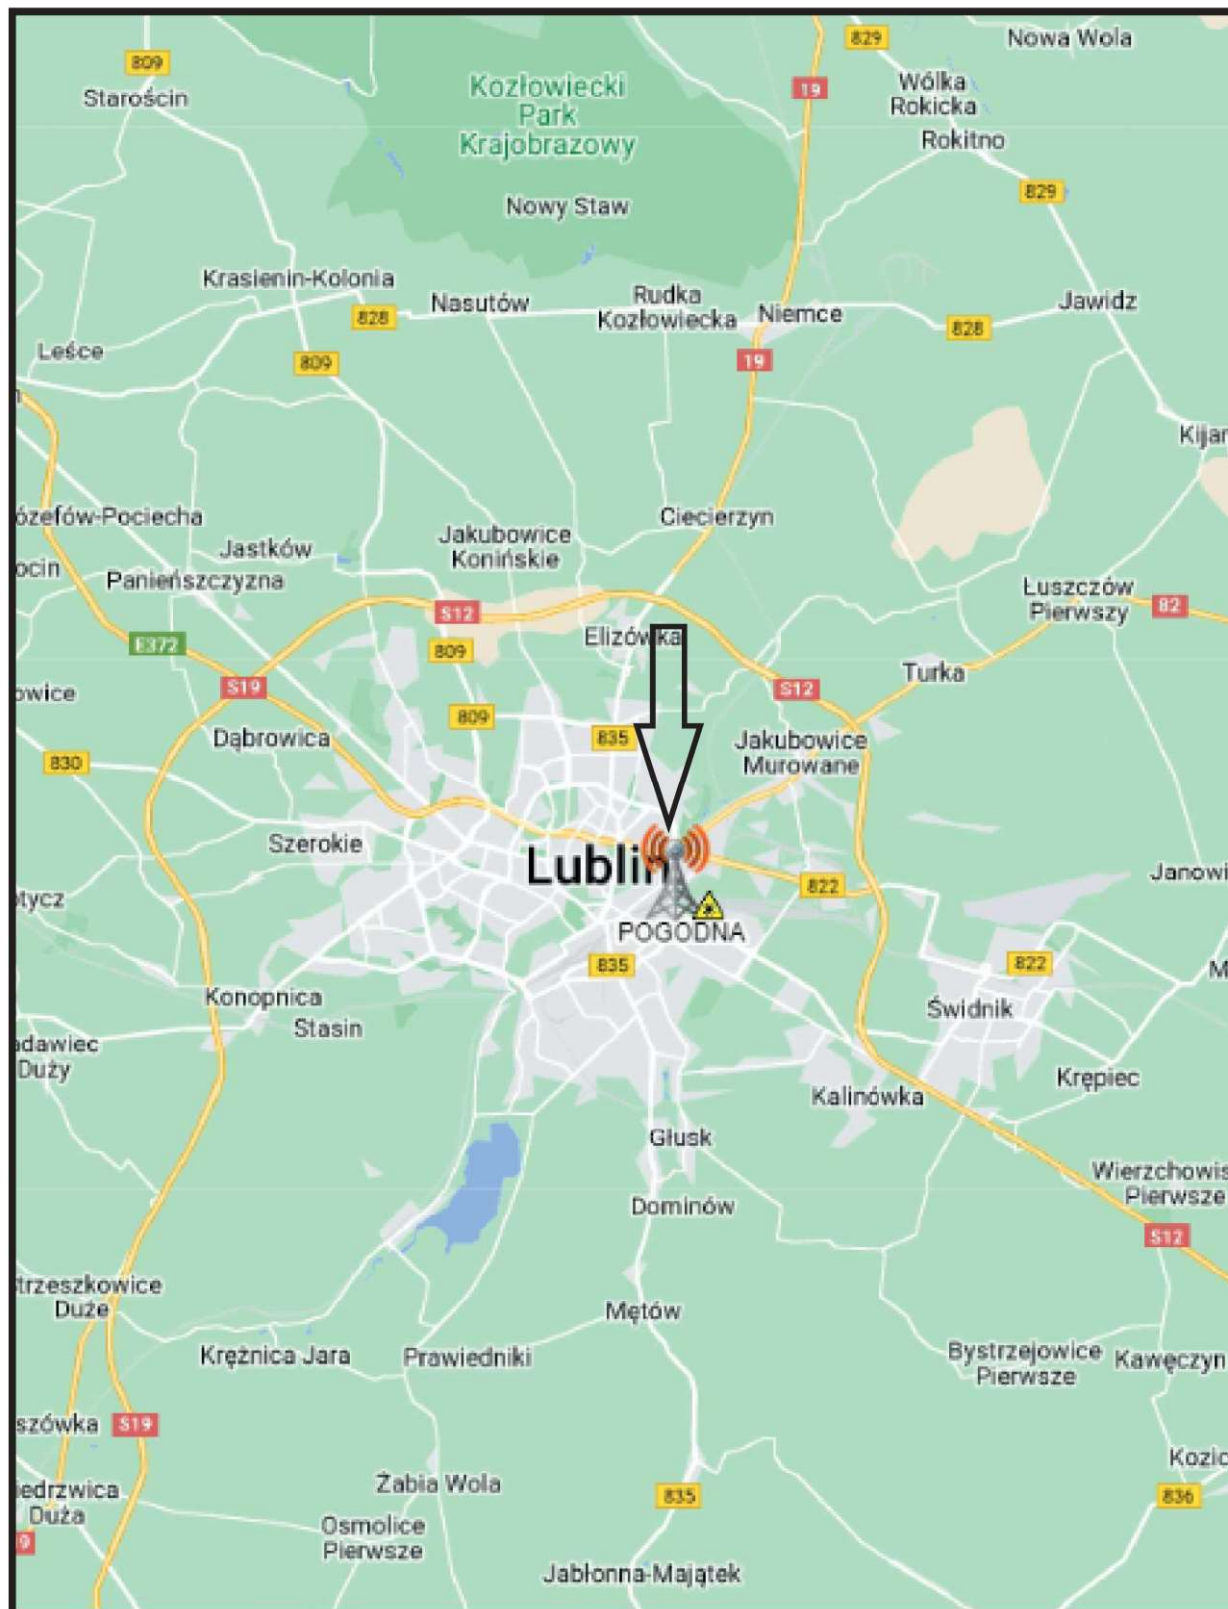 829
Nowa Wola
809
Starościn
Kozłowiecki
Park
Krajobrazowy
19
Wólka
Rokicka
Rokitno
829
Nowy Staw
Krasienin-Kolonia
828
Nasutów
Rudka
Kozłowiecka
Niemce
828
Jawidz
Leśce
809
19
Kijar
ózefów-Pociecha
Jastków
Jakubowice
Konińskie
Ciecierzyn
ocin
Panieńszczyzna
Łuszczów
Pierwszy
82
S12
E372
809
Elizówka
Turka
owice
S19
S12
809
Dąbrowica
835
Jakubowice
Murowane
830
Szerokie
Lublin
822
Janowi
otycz
POGODNA
835
822
M
Konopnica
Stasin
Świdnik
adawiec
Duży
Krępiec
Kalinówka
Głusk
Wierzchowis
Pierwsze
Dominów
S12
trzeszkowice
Duże
Mętów
Krężnica Jara
Prawiedniki
Bystrzejowice
Pierwsze
Kawęczyn
szówka
S19
Kozic
iedrzwica
Duża
Żabia Wola
835
836
Osmolice
Pierwsze
9
Jabłonna-Majątek